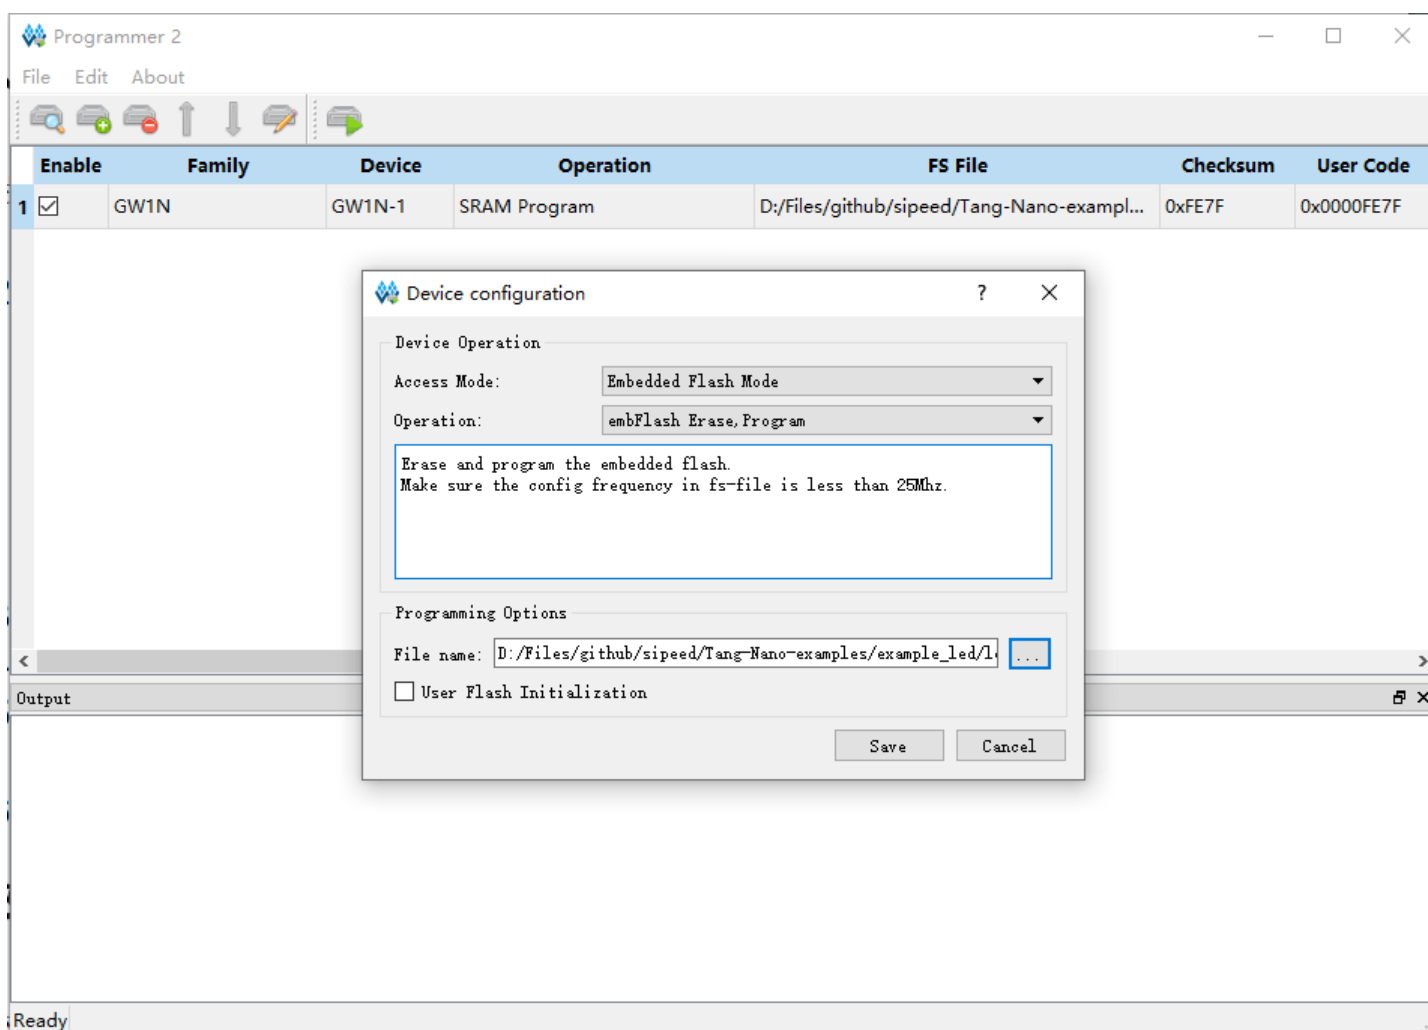 Programmer 2
File Edit About
Enable Family Device Operation FS File Checksum User Code
1 GW1N GW1N-1 SRAM Program D:/Files/github/sipeed/Tang-Nano-exampl... 0xFE7F 0x0000FE7F
Device configuration ?
Device Operation
Access Mode: Embedded Flash Mode
Operation: embFlash Erase,Program
Erase and program the embedded flash.
Make sure the config frequency in fs-file is less than 25Mhz.
Programming Options
File name: D:/Files/github/sipeed/Tang-Nano-examples/example_led/ ...
User Flash Initialization
Save Cancel
Output
Ready